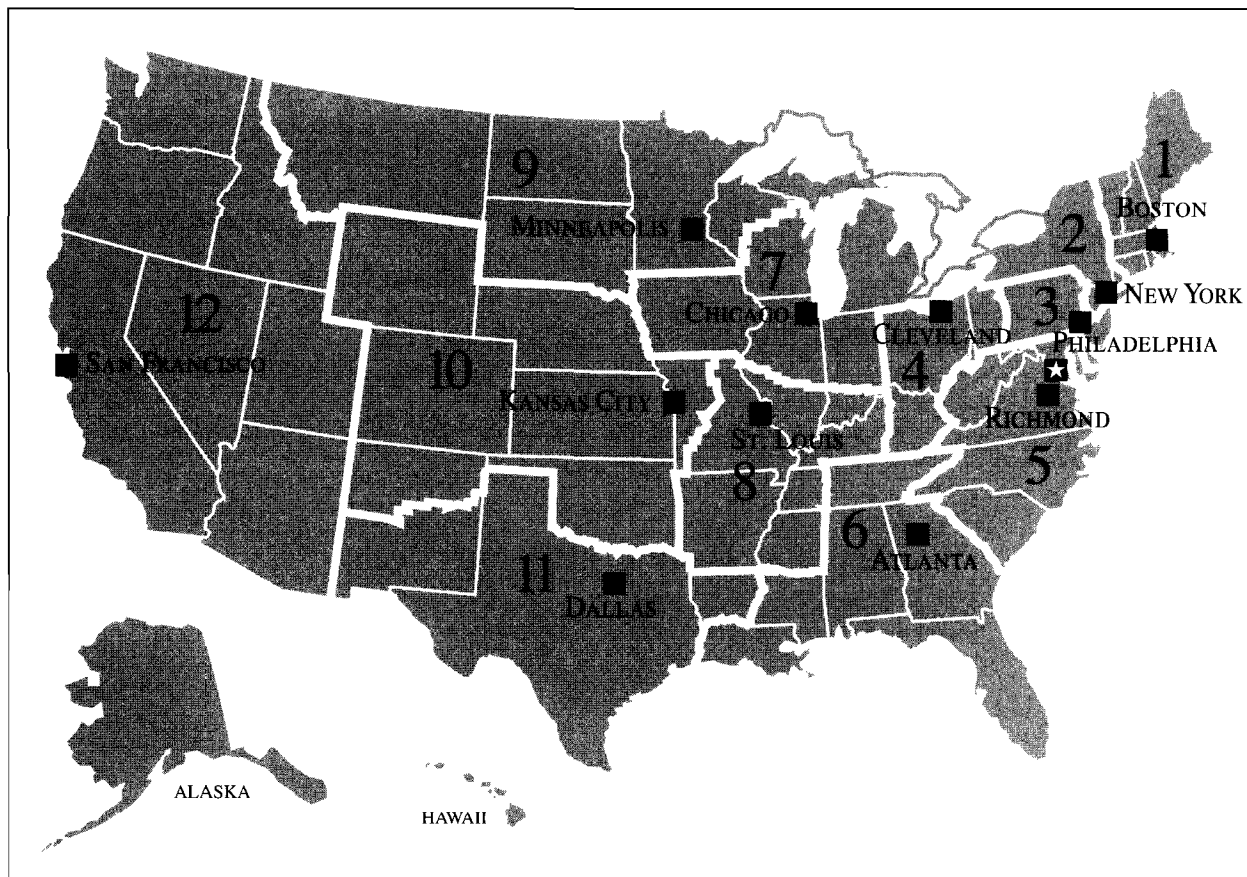 1
BOSTON
9
MINNEAPOLIS
2
7
CHICAGO
NEW YORK
12
3
CLEVELAND
PHILADELPHIA
SAN FRANCISCO
10
4
KANSAS CITY
RICHMOND
ST. LOUIS
8
5
6
ATLANTA
11
DALLAS
ALASKA
HAWAII